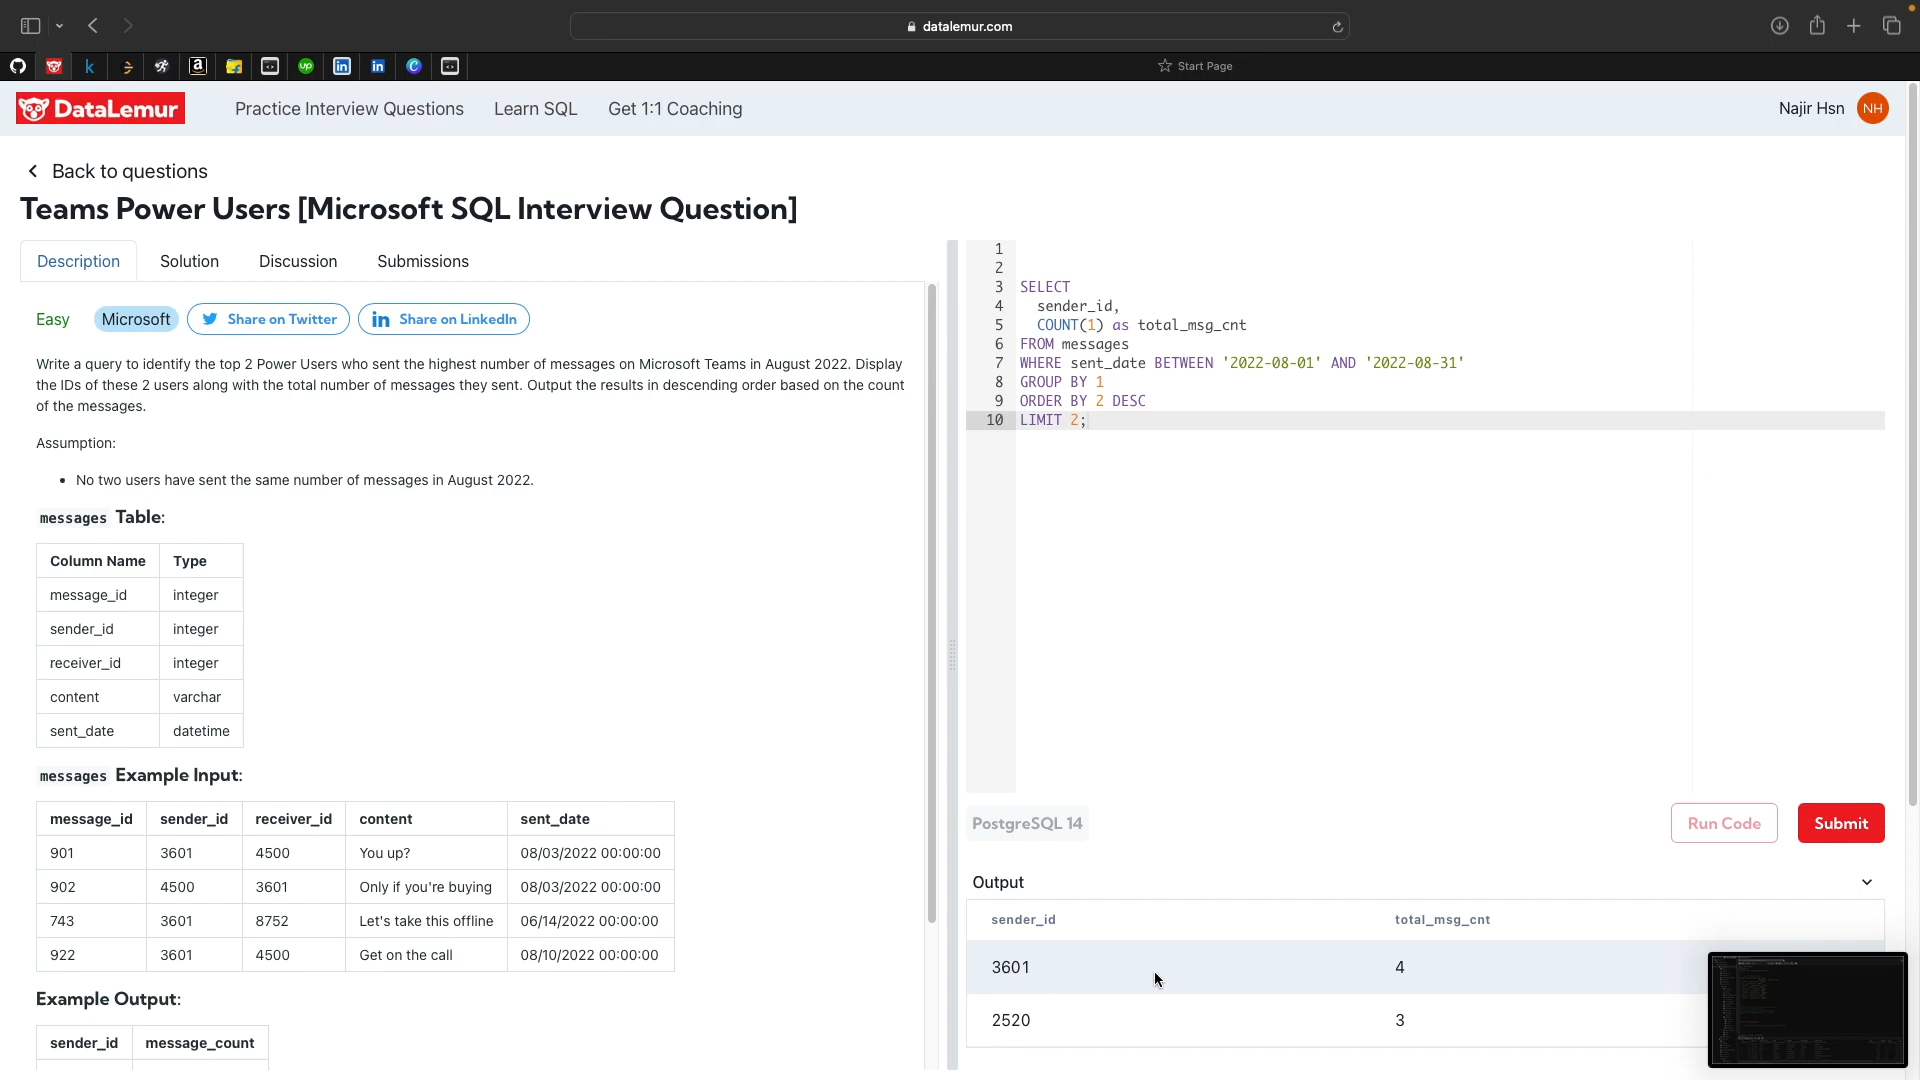 datalemur.com
Start Page
DataLemur
Practice Interview Questions
Learn SQL
Get 1:1 Coaching
Najir Hsn
NH
Back to questions
Teams Power Users [Microsoft SQL Interview Question]
Description
Solution
Discussion
Submissions
Easy
Microsoft
Share on Twitter
Share on LinkedIn
Write a query to identify the top 2 Power Users who sent the highest number of messages on Microsoft Teams in August 2022. Display
the IDs of these 2 users along with the total number of messages they sent. Output the results in descending order based on the count
of the messages.
Assumption:
• No two users have sent the same number of messages in August 2022.
messages Table:
Column Name Type
message_id integer
sender_id integer
receiver_id integer
content varchar
sent_date datetime
messages Example Input:
message_id sender_id receiver_id content sent_date
901 3601 4500 You up? 08/03/2022 00:00:00
902 4500 3601 Only if you're buying 08/03/2022 00:00:00
743 3601 8752 Let's take this offline 06/14/2022 00:00:00
922 3601 4500 Get on the call 08/10/2022 00:00:00
Example Output:
sender_id message_count
1
2
3 SELECT
4 sender_id,
5 COUNT(1) as total_msg_cnt
6 FROM messages
7 WHERE sent_date BETWEEN '2022-08-01' AND '2022-08-31'
8 GROUP BY 1
9 ORDER BY 2 DESC
10 LIMIT 2;
PostgreSQL 14
Run Code
Submit
Output
sender_id total_msg_cnt
3601 4
2520 3